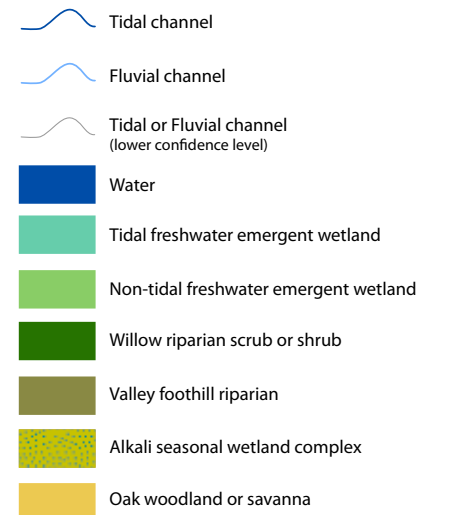 Tidal channel
Fluvial channel
Tidal or Fluvial channel
(lower confidence level)
Water
Tidal freshwater emergent wetland
Non-tidal freshwater emergent wetland
Willow riparian scrub or shrub
Valley foothill riparian
Alkali seasonal wetland complex
Oak woodland or savanna